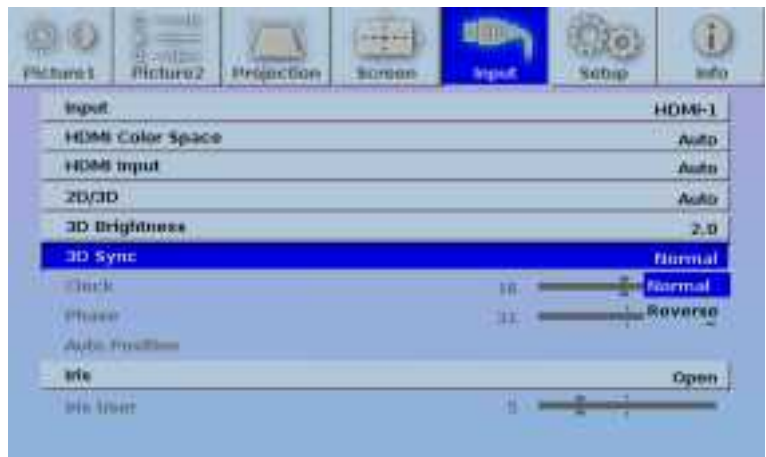 Picture1 Picture2 Projection Screen Input Setup Info
Input HDMI-1
HDMI Color Space Auto
HDMI Input Auto
2D/3D Auto
3D Brightness 2.0
3D Sync Normal
Clock Normal
Phase 31 Reverse
Auto Position
Iris Open
Iris User 5